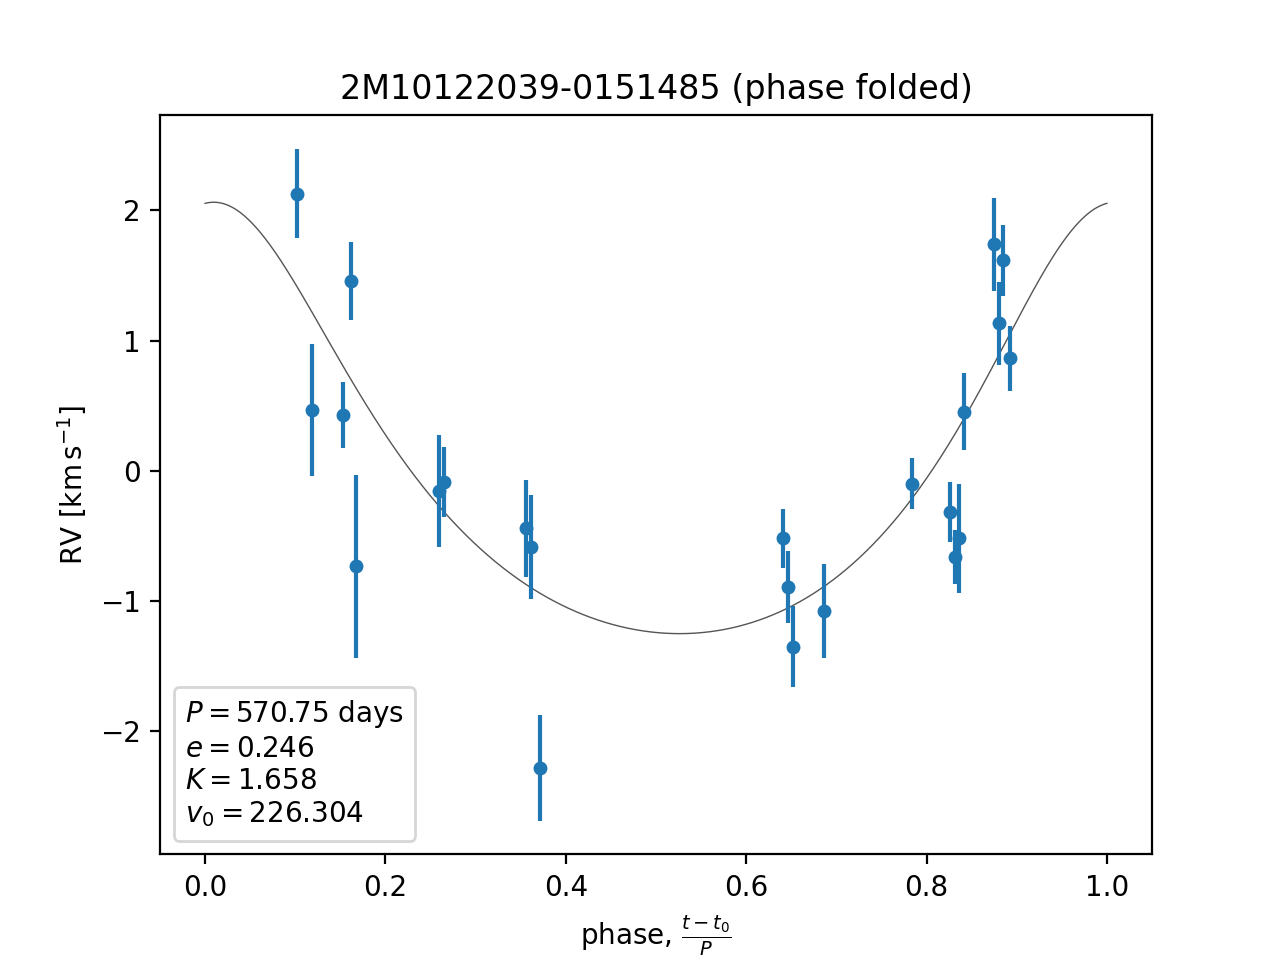 2M10122039-0151485 (phase folded)
RV [km s⁻¹]
2
1
0
−1
−2
P = 570.75 days
e = 0.246
K = 1.658
v₀ = 226.304
0.0 0.2 0.4 0.6 0.8 1.0
phase, (t − t₀)/P